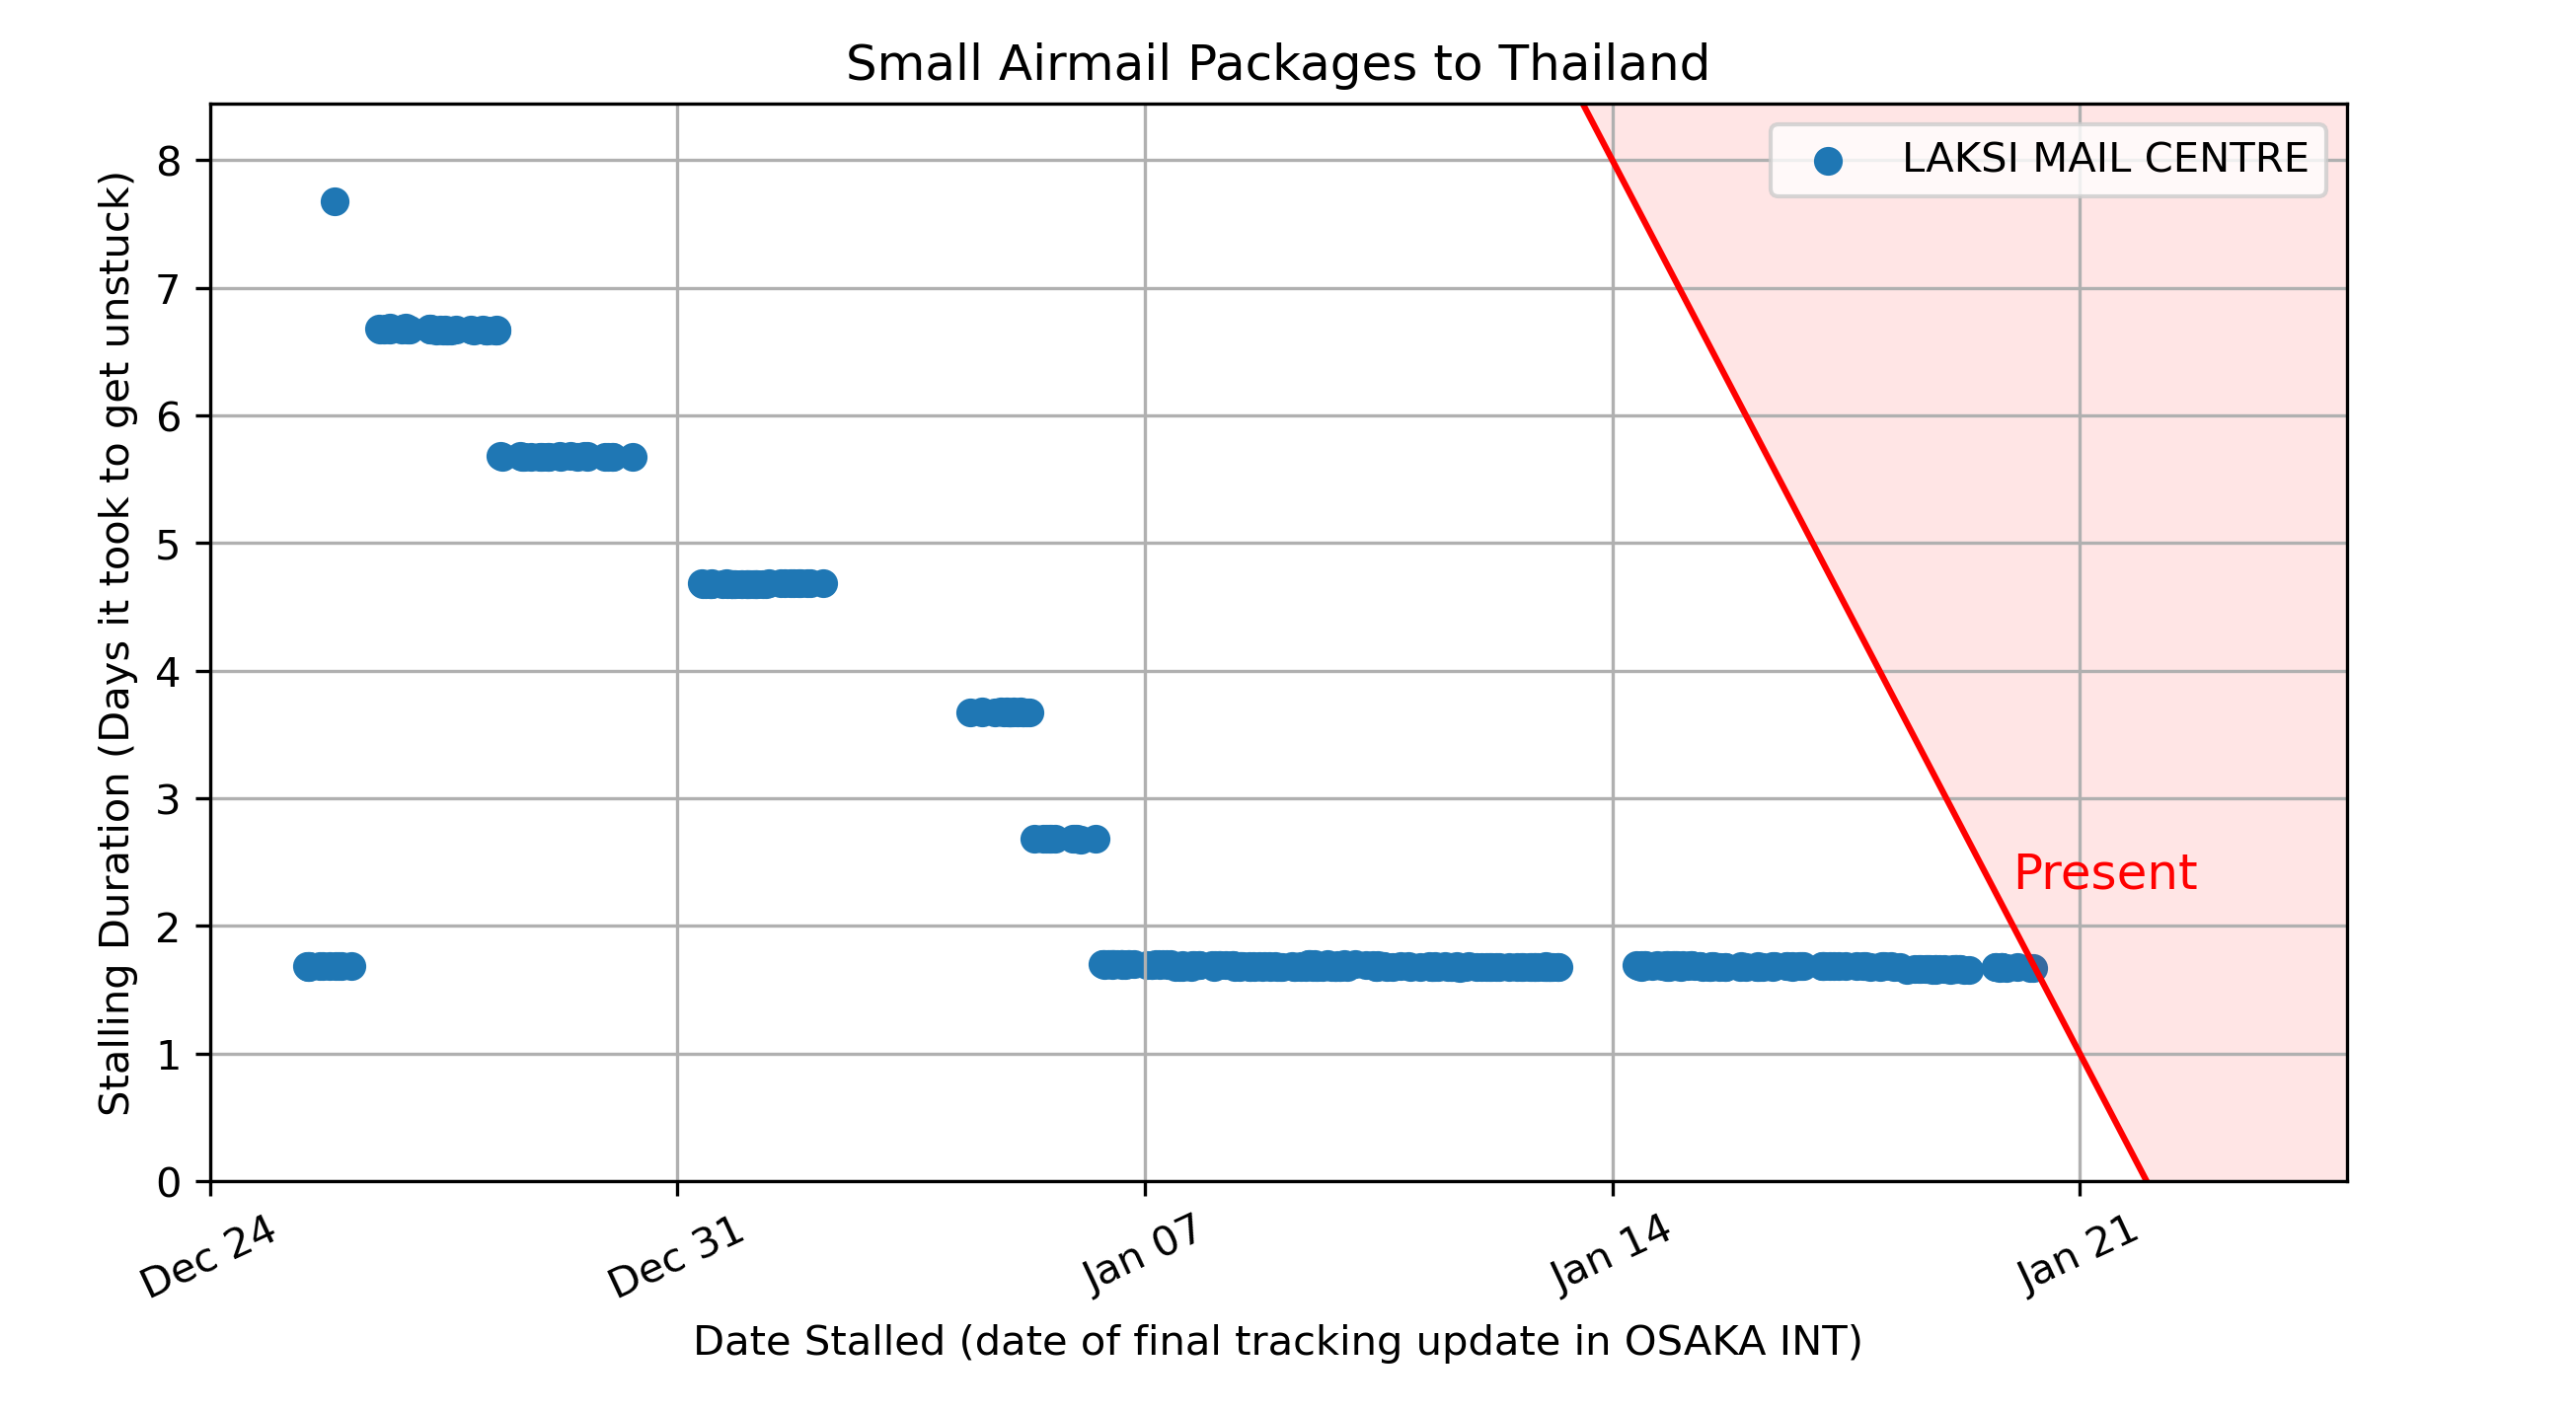 Small Airmail Packages to Thailand
LAKSI MAIL CENTRE
Stalling Duration (Days it took to get unstuck)
8
7
6
5
4
3
2
1
0
Present
Dec 24
Dec 31
Jan 07
Jan 14
Jan 21
Date Stalled (date of final tracking update in OSAKA INT)